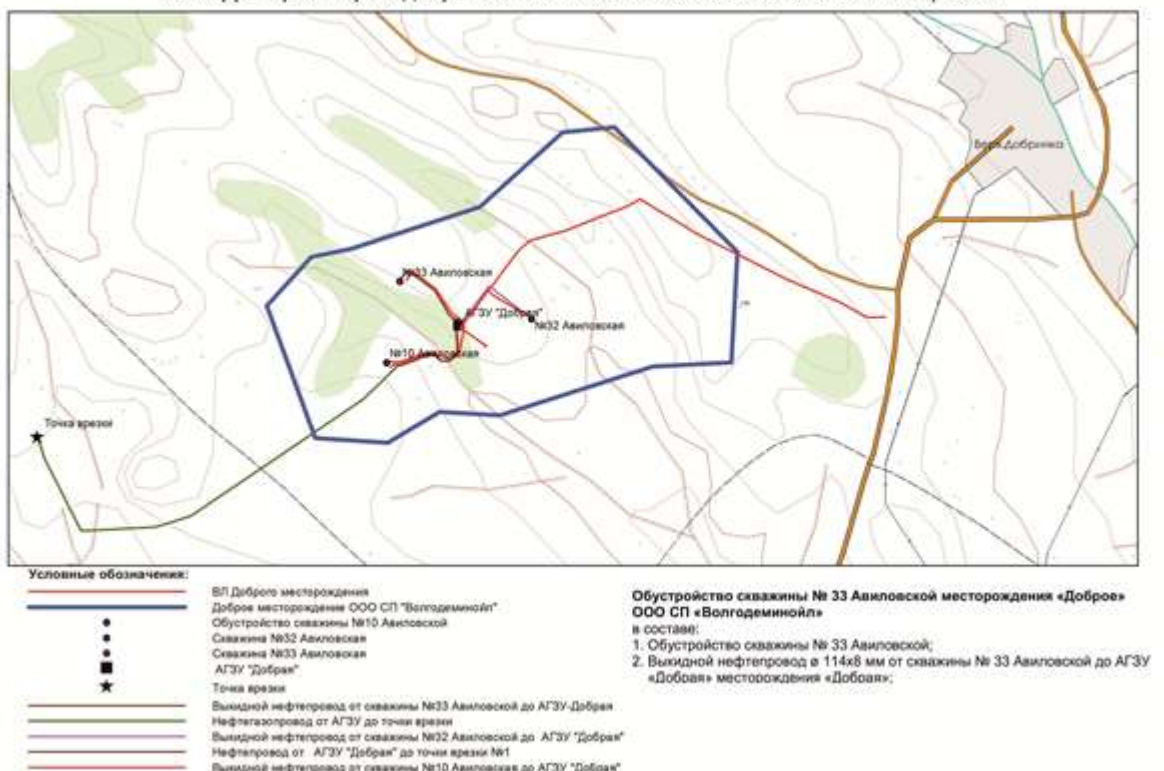 Верх.Добринка
№33 Авиловская
АГЗУ "Добрая"
№32 Авиловская
№10 Авиловская
Точка врезки
Условные обозначения:
ВЛ Доброго месторождения
Доброе месторождение ООО СП "Волгодеминойл"
Обустройство скважины №10 Авиловской
Скважина №32 Авиловская
Скважина №33 Авиловская
АГЗУ "Добрая"
Точка врезки
Выкидной нефтепровод от скважины №33 Авиловской до АГЗУ-Добрая
Нефтегазопровод от АГЗУ до точки врезки
Выкидной нефтепровод от скважины №32 Авиловской до АГЗУ "Добрая"
Нефтепровод от АГЗУ "Добрая" до точки врезки №1
Выкидной нефтепровод от скважины №10 Авиловская до АГЗУ "Добрая"
Обустройство скважины № 33 Авиловской месторождения «Доброе»
ООО СП «Волгодеминойл»
в составе:
1. Обустройство скважины № 33 Авиловской;
2. Выкидной нефтепровод ø 114х8 мм от скважины № 33 Авиловской до АГЗУ
«Добрая» месторождения «Добрая»;